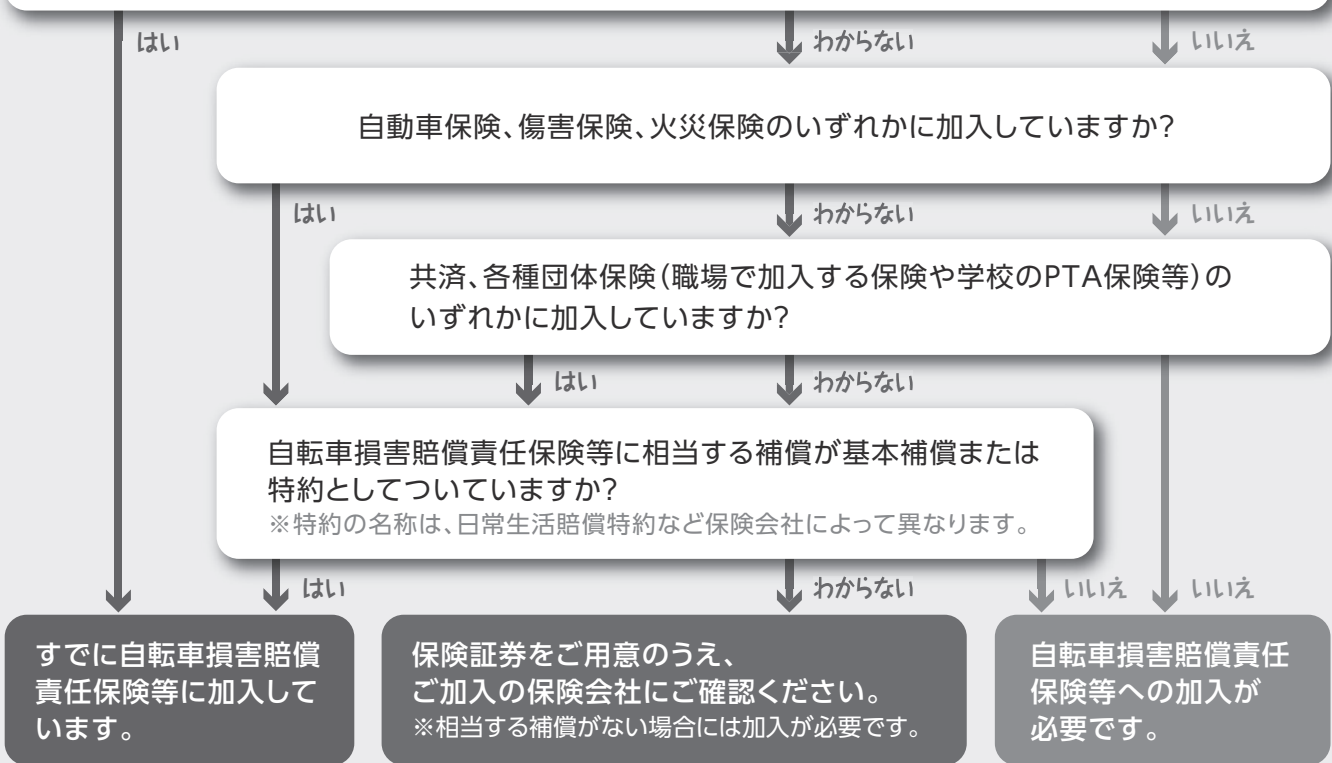 はい
わからない
いいえ
自動車保険、傷害保険、火災保険のいずれかに加入していますか?
はい
わからない
いいえ
共済、各種団体保険(職場で加入する保険や学校のPTA保険等)の
いずれかに加入していますか?
はい
わからない
自転車損害賠償責任保険等に相当する補償が基本補償または
特約としてついていますか?
※特約の名称は、日常生活賠償特約など保険会社によって異なります。
はい
わからない
いいえ
いいえ
すでに自転車損害賠償
責任保険等に加入して
います。
保険証券をご用意のうえ、
ご加入の保険会社にご確認ください。
※相当する補償がない場合には加入が必要です。
自転車損害賠償責任
保険等への加入が
必要です。